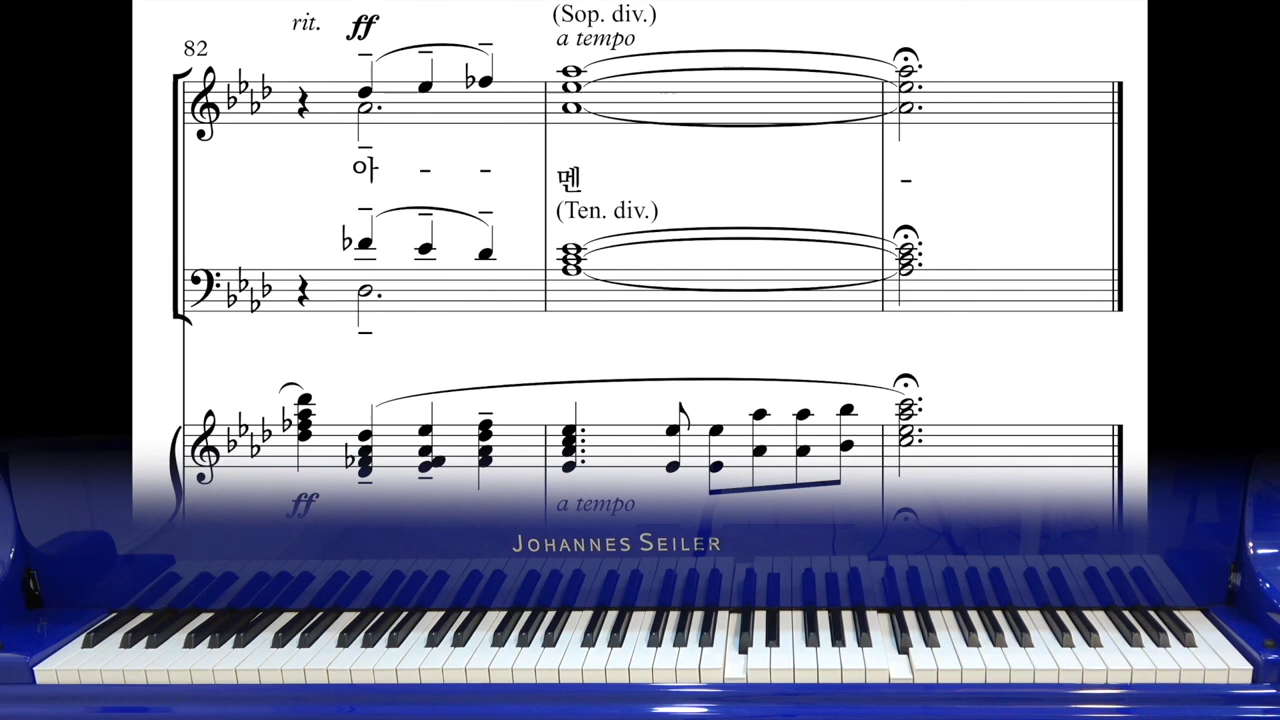 rit. ff
(Sop. div.)
a tempo
82
아 - - 멘 -
(Ten. div.)
ff a tempo
JOHANNES SEILER